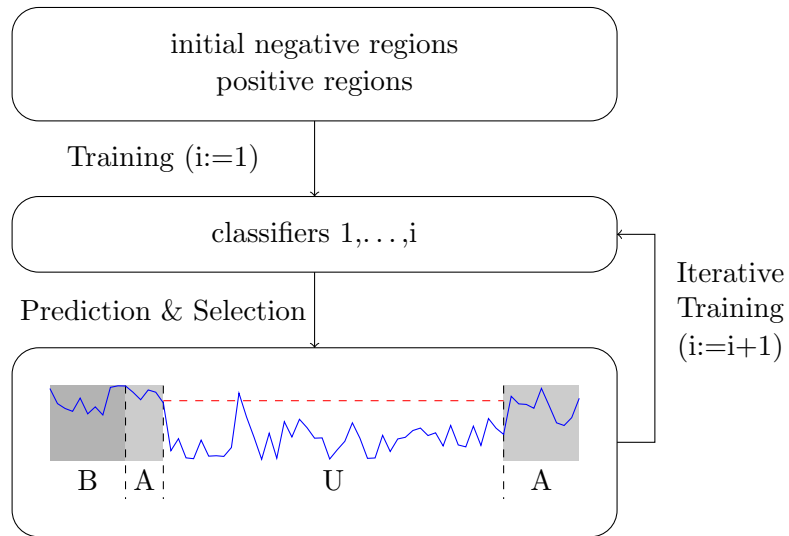 initial negative regions
positive regions
Training (i:=1)
classifiers 1,...,i
Iterative
Training
(i:=i+1)
Prediction & Selection
B A U A